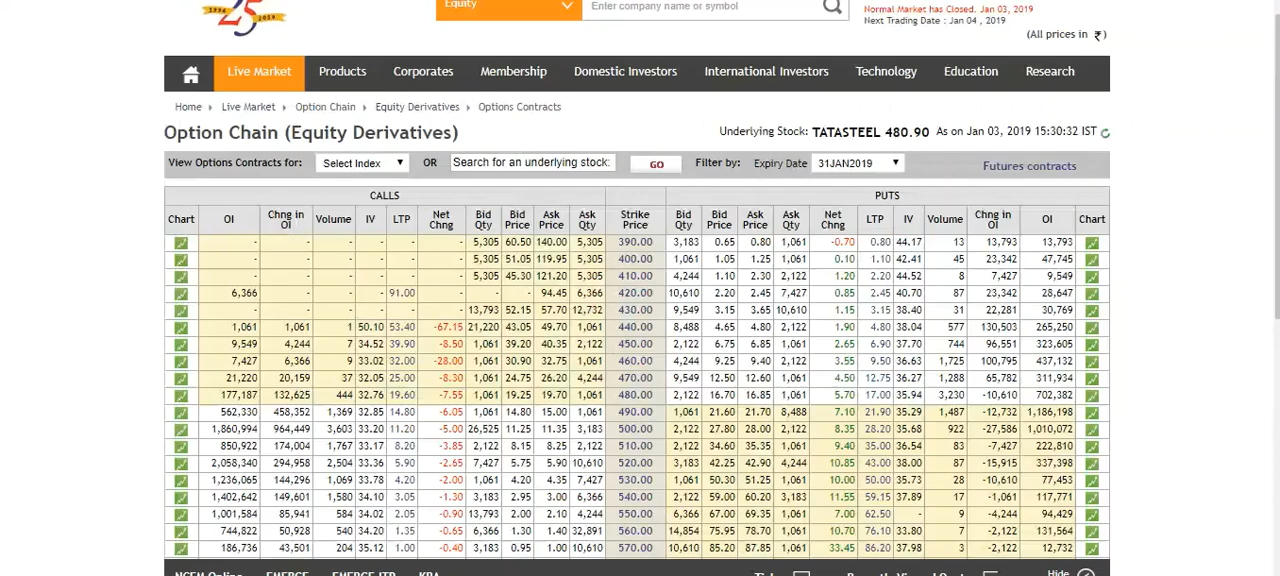 1994 25 2019
Equity Enter company name or symbol Normal Market has Closed. Jan 03, 2019
Next Trading Date : Jan 04 , 2019
(All prices in ₹)
Live Market Products Corporates Membership Domestic Investors International Investors Technology Education Research
Home Live Market Option Chain Equity Derivatives Options Contracts
Option Chain (Equity Derivatives) Underlying Stock: TATASTEEL 480.90 As on Jan 03, 2019 15:30:32 IST
View Options Contracts for: Select Index OR Search for an underlying stock: GO Filter by: Expiry Date 31JAN2019 Futures contracts
CALLS PUTS
Chart OI Chng in OI Volume IV LTP Net Chng Bid Qty Bid Price Ask Price Ask Qty Strike Price Bid Qty Bid Price Ask Price Ask Qty Net Chng LTP IV Volume Chng in OI OI Chart
- - - - - - 5,305 60.50 140.00 5,305 390.00 3,183 0.65 0.80 1,061 -0.70 0.80 44.17 13 13,793 13,793
- - - - - - 5,305 51.05 119.95 5,305 400.00 1,061 1.05 1.25 1,061 0.10 1.10 42.41 45 23,342 47,745
- - - - - - 5,305 45.30 121.20 5,305 410.00 4,244 1.10 2.30 2,122 1.20 2.20 44.52 8 7,427 9,549
6,366 - - - 91.00 - - - 94.45 6,366 420.00 10,610 2.20 2.45 7,427 0.85 2.45 40.70 87 23,342 28,647
- - - - - - 13,793 52.15 57.70 12,732 430.00 9,549 3.15 3.65 10,610 1.15 3.15 38.40 31 22,281 30,769
1,061 1,061 1 50.10 53.40 -67.15 21,220 43.05 49.70 1,061 440.00 8,488 4.65 4.80 2,122 1.90 4.80 38.04 577 130,503 265,250
9,549 4,244 7 34.52 39.90 -8.50 1,061 39.20 40.35 2,122 450.00 2,122 6.75 6.85 1,061 2.65 6.90 37.70 744 96,551 323,605
7,427 6,366 9 33.02 32.00 -28.00 1,061 30.90 32.75 1,061 460.00 4,244 9.25 9.40 2,122 3.55 9.50 36.63 1,725 100,795 437,132
21,220 20,159 37 32.05 25.00 -8.30 1,061 24.75 26.20 4,244 470.00 9,549 12.50 12.60 1,061 4.50 12.75 36.27 1,288 65,782 311,934
177,187 132,625 444 32.76 19.60 -7.55 1,061 19.25 19.70 1,061 480.00 2,122 16.70 16.85 1,061 5.70 17.00 35.94 3,230 -10,610 702,382
562,330 458,352 1,369 32.85 14.80 -6.05 1,061 14.80 15.00 1,061 490.00 1,061 21.60 21.70 8,488 7.10 21.90 35.29 1,487 -12,732 1,186,198
1,860,994 964,449 3,603 33.20 11.20 -5.00 26,525 11.25 11.35 3,183 500.00 2,122 27.80 28.00 2,122 8.35 28.20 35.68 922 -27,586 1,010,072
850,922 174,004 1,767 33.17 8.20 -3.85 2,122 8.15 8.25 2,122 510.00 2,122 34.60 35.35 1,061 9.40 35.00 36.54 83 -7,427 222,810
2,058,340 294,958 2,504 33.36 5.90 -2.65 7,427 5.75 5.90 10,610 520.00 3,183 42.25 42.90 4,244 10.85 43.00 38.00 87 -15,915 337,398
1,236,065 144,296 1,069 33.73 4.20 -2.00 1,061 4.20 4.35 7,427 530.00 1,061 50.30 51.25 1,061 10.00 50.00 35.73 28 -10,610 77,453
1,402,642 149,601 1,580 34.10 3.05 -1.30 3,183 2.95 3.00 6,366 540.00 2,122 59.00 60.20 3,183 11.55 59.15 37.89 17 -1,061 117,771
1,001,584 85,941 584 34.02 2.05 -0.90 13,793 2.00 2.10 4,244 550.00 6,366 67.00 69.35 1,061 7.00 62.50 - 9 -4,244 94,429
744,822 50,928 540 34.23 1.35 -0.65 6,366 1.30 1.40 32,891 560.00 14,854 75.95 78.70 1,061 10.70 76.10 33.80 7 -2,122 131,564
186,736 43,501 204 35.12 1.00 -0.40 3,183 0.95 1.00 10,610 570.00 10,610 85.20 87.85 1,061 33.45 86.20 37.98 3 -2,122 12,732
Hide